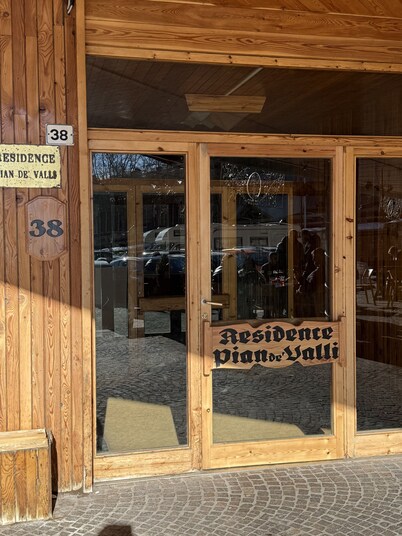 38
RESIDENCE
PIAN DE' VALLI
38
Residence
Pian de' Valli